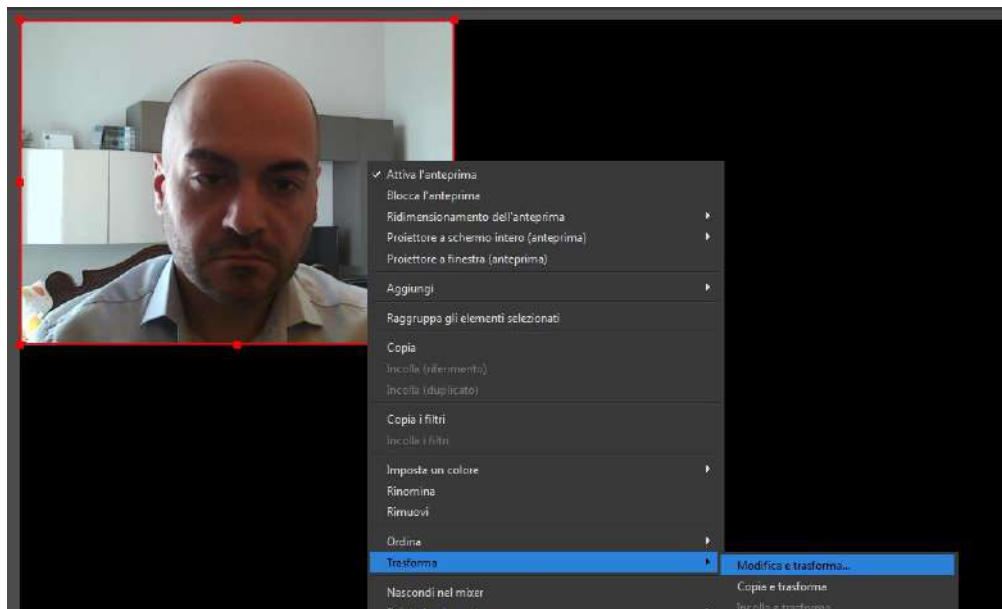 Attiva l'anteprima
Blocca l'anteprima
Ridimensionamento dell'anteprima
Proiettore a schermo intero (anteprima)
Proiettore a finestra (anteprima)
Aggiungi
Raggruppa gli elementi selezionati
Copia
Incolla (riferimento)
Incolla (duplicato)
Copia i filtri
Incolla i filtri
Imposta un colore
Rinomina
Rimuovi
Ordina
Trasforma
Modifica e trasforma...
Nascondi nel mixer
Copia e trasforma
Incolla e trasforma